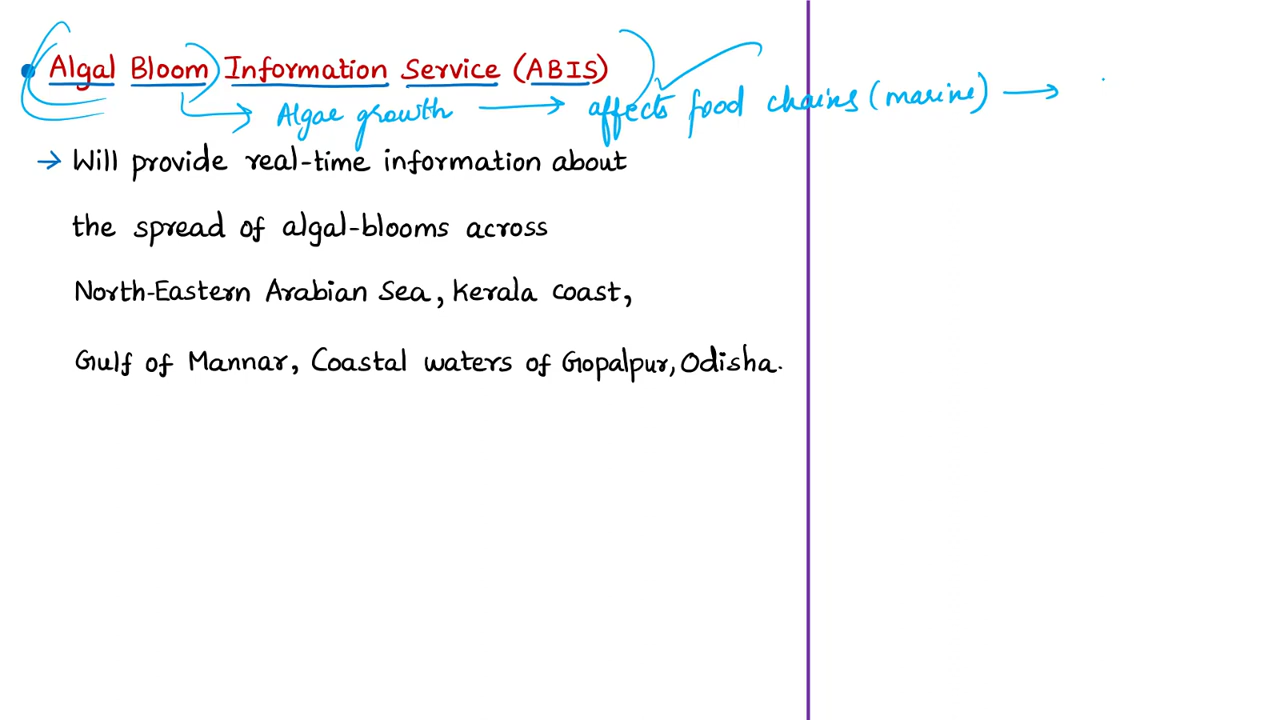 • Algal Bloom Information Service (ABIS)
→ Algae growth → affects food chains (marine) →
→ Will provide real-time information about
the spread of algal-blooms across
North-Eastern Arabian Sea, Kerala coast,
Gulf of Mannar, Coastal waters of Gopalpur, Odisha.